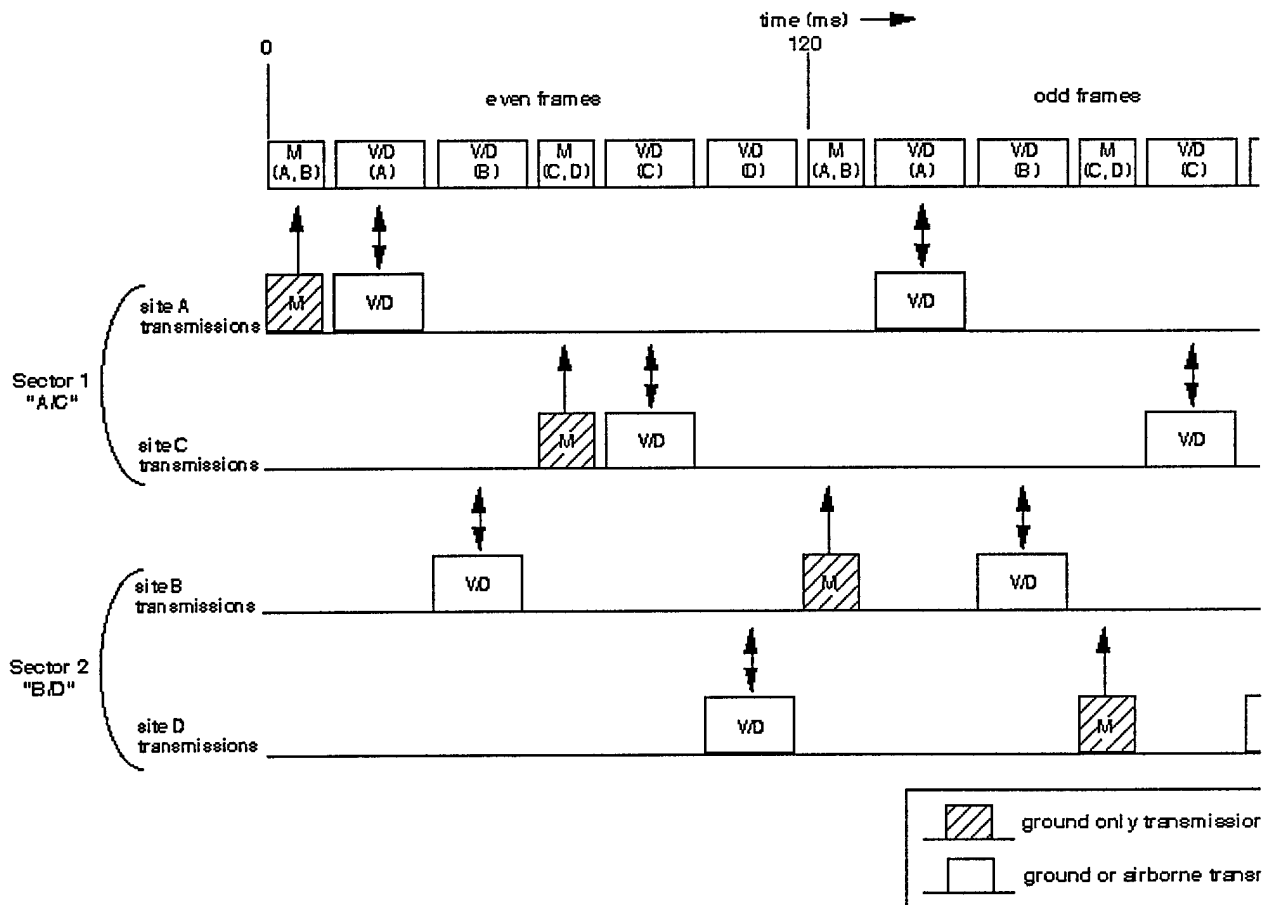 time (ms)
0
120
even frames
odd frames
M (A, B)
V/D (A)
V/D (B)
M (C, D)
V/D (C)
V/D (D)
M (A, B)
V/D (A)
V/D (B)
M (C, D)
V/D (C)
Sector 1
"A/C"
site A
transmissions
M
V/D
V/D
site C
transmissions
M
V/D
V/D
Sector 2
"B/D"
site B
transmissions
V/D
M
V/D
site D
transmissions
V/D
M
ground only transmission
ground or airborne transm